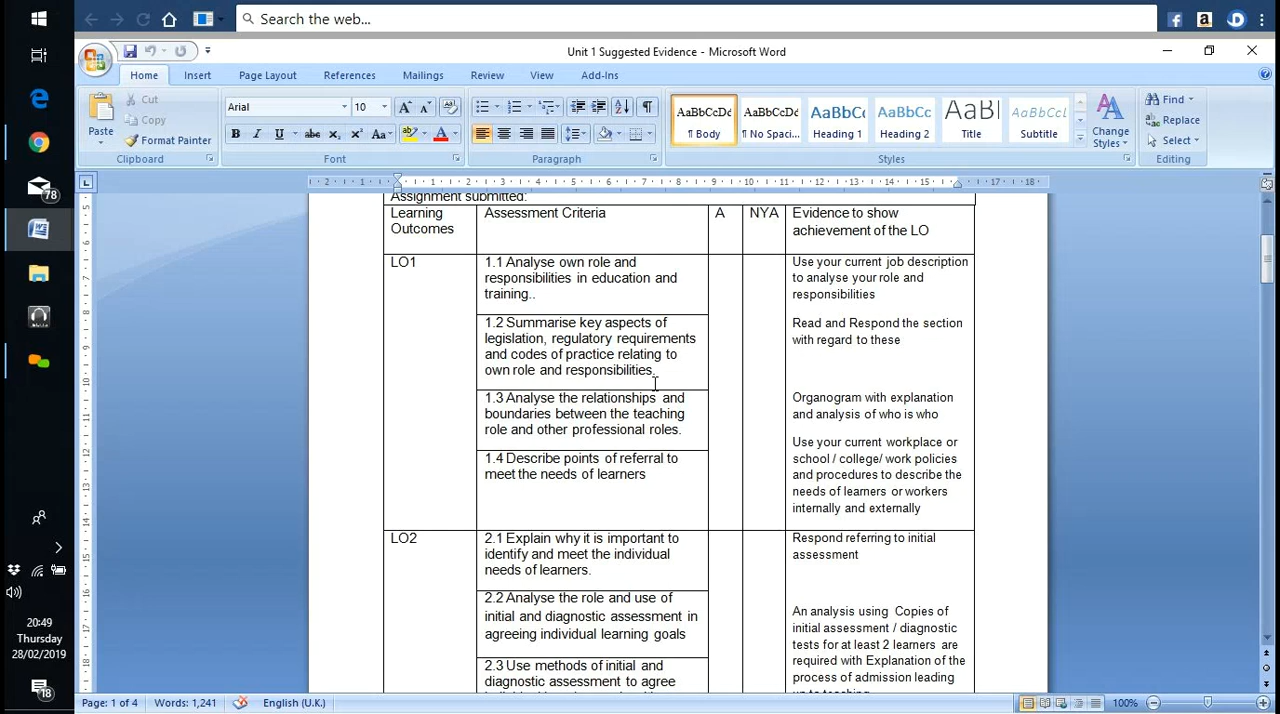 Search the web...
Unit 1 Suggested Evidence - Microsoft Word
Home Insert Page Layout References Mailings Review View Add-Ins
Cut
Copy
Format Painter
Paste
Clipboard
Arial 10
Font
Paragraph
AaBbCcDd AaBbCcDd AaBbCc AaBbCc AaBl AaBbCc
¶ Body ¶ No Spaci... Heading 1 Heading 2 Title Subtitle
Styles
Change
Styles
Find
Replace
Select
Editing
Assignment submitted:
Learning
Outcomes
Assessment Criteria
A
NYA
Evidence to show
achievement of the LO
LO1
1.1 Analyse own role and
responsibilities in education and
training..
Use your current job description
to analyse your role and
responsibilities
1.2 Summarise key aspects of
legislation, regulatory requirements
and codes of practice relating to
own role and responsibilities.
Read and Respond the section
with regard to these
1.3 Analyse the relationships and
boundaries between the teaching
role and other professional roles.
Organogram with explanation
and analysis of who is who
1.4 Describe points of referral to
meet the needs of learners
Use your current workplace or
school / college/ work policies
and procedures to describe the
needs of learners or workers
internally and externally
LO2
2.1 Explain why it is important to
identify and meet the individual
needs of learners.
Respond referring to initial
assessment
2.2 Analyse the role and use of
initial and diagnostic assessment in
agreeing individual learning goals
2.3 Use methods of initial and
diagnostic assessment to agree
An analysis using Copies of
initial assessment / diagnostic
tests for at least 2 learners are
required with Explanation of the
process of admission leading
up to teaching
78
20:49
Thursday
28/02/2019
18
Page: 1 of 4
Words: 1,241
English (U.K.)
100%